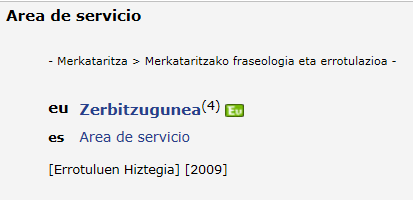 Area de servicio
- Merkataritza > Merkataritzako fraseologia eta errotulazioa -
eu Zerbitzugunea(4) Eu
es Area de servicio
[Errotuluen Hiztegia] [2009]